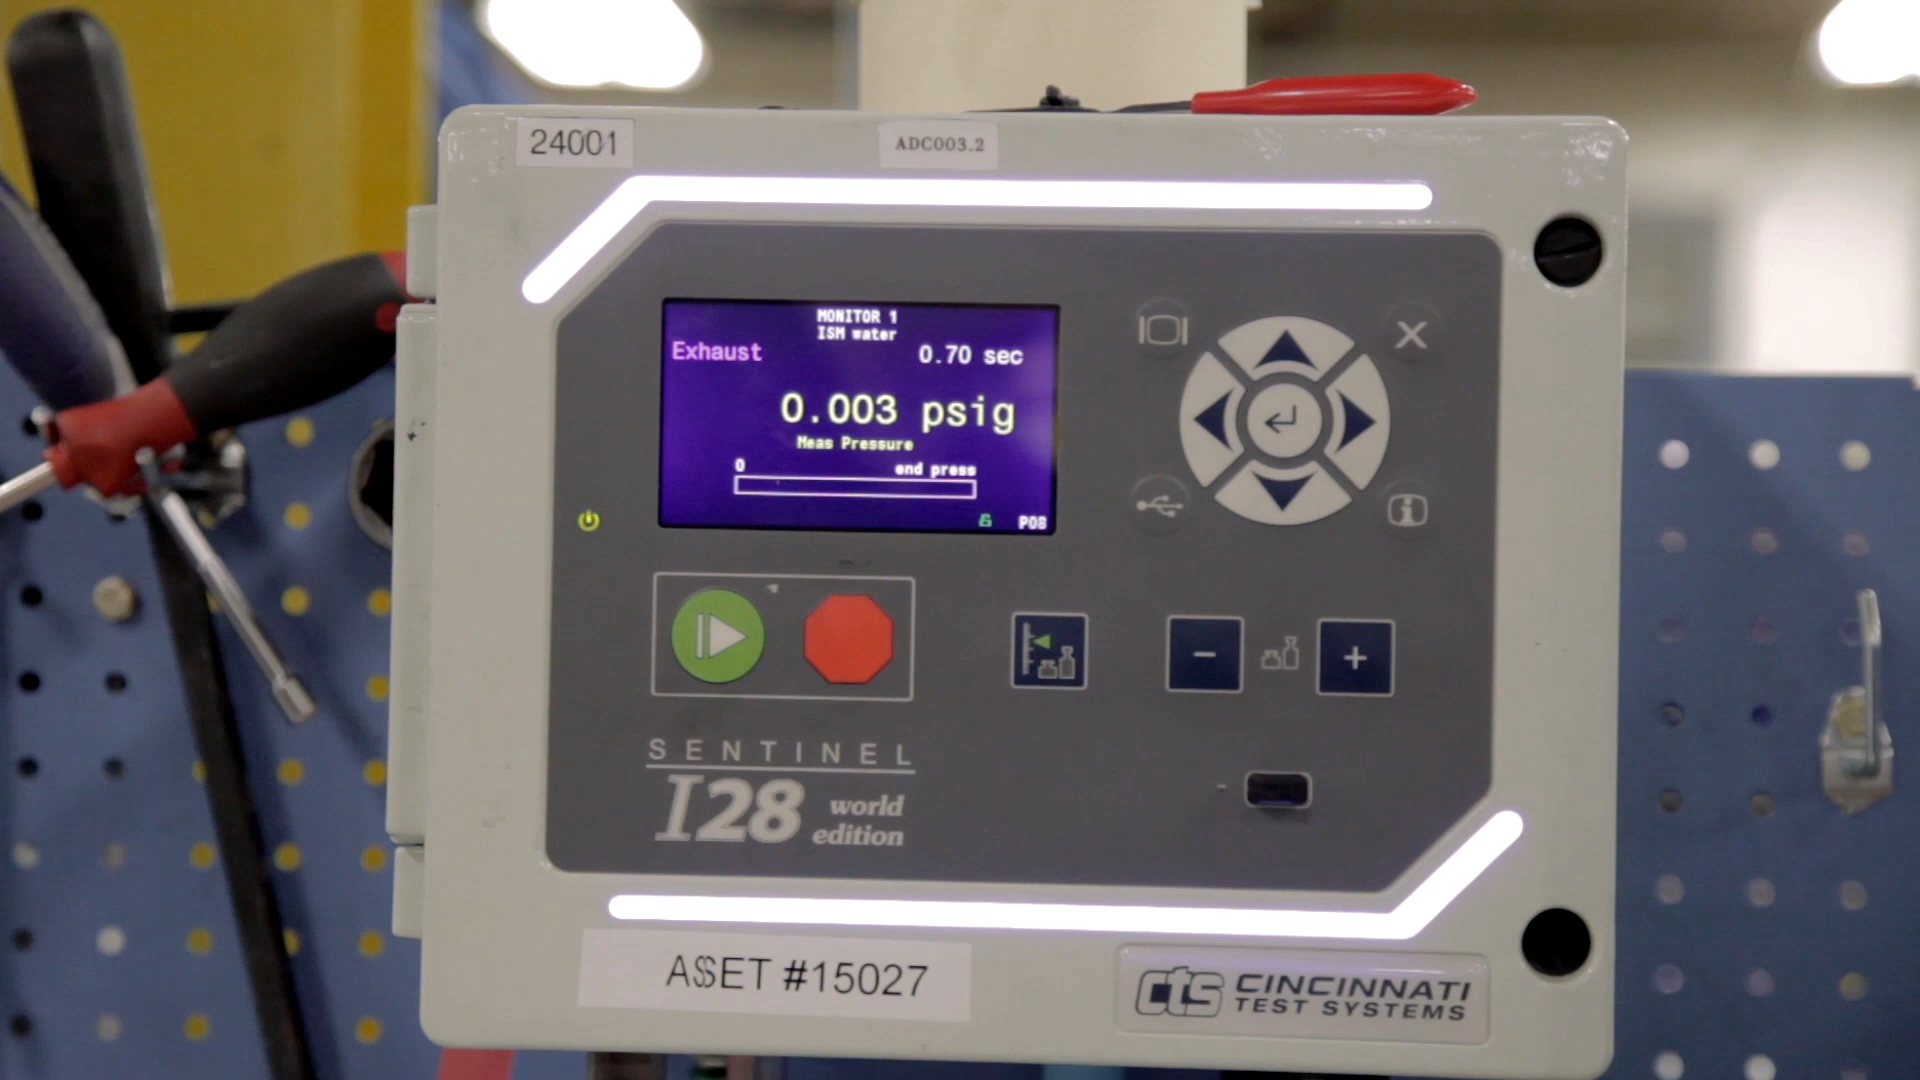 24001
ADC003.2
MONITOR 1
ISM water
Exhaust
0.70 sec
0.003 psig
Meas Pressure
0 end press
P08
SENTINEL
I28 world edition
ASSET #15027
cts CINCINNATI
TEST SYSTEMS